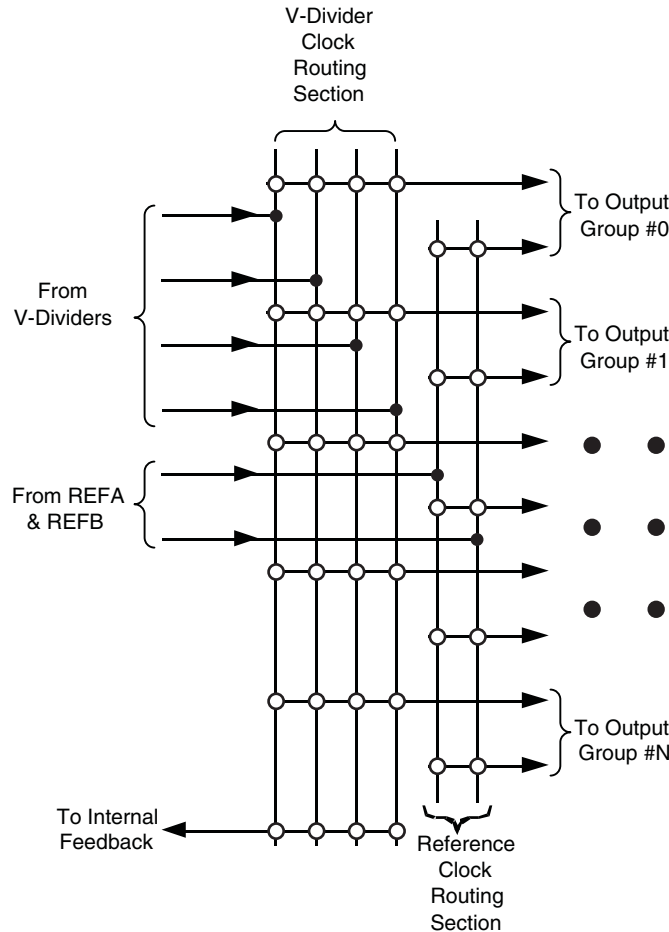 V-Divider
Clock
Routing
Section
To Output
Group #0
From
V-Dividers
To Output
Group #1
From REFA
& REFB
To Output
Group #N
To Internal
Feedback
Reference
Clock
Routing
Section